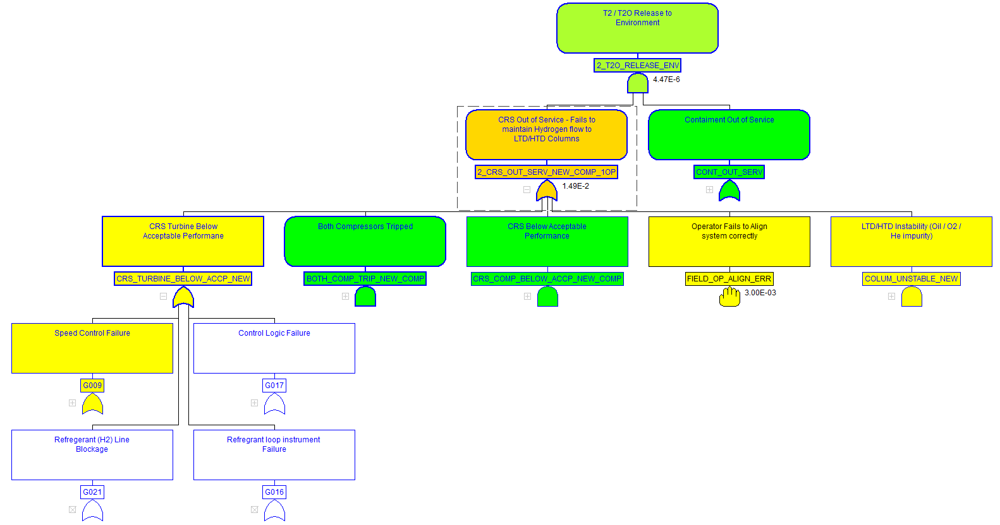 T2 / T2O Release to
Environment
2_T2O_RELEASE_ENV
4.47E-6
CRS Out of Service - Fails to
maintain Hydrogen flow to
LTD/HTD Columns
2_CRS_OUT_SERV_NEW_COMP_1OP
1.49E-2
Contaiment Out of Service
CONT_OUT_SERV
CRS Turbine Below
Acceptable Performane
CRS_TURBINE_BELOW_ACCP_NEW
Both Compressors Tripped
BOTH_COMP_TRIP_NEW_COMP
CRS Below Acceptable
Performance
CRS_COMP_BELOW_ACCP_NEW_COMP
Operator Fails to Align
system correctly
FIELD_OP_ALIGN_ERR
3.00E-03
LTD/HTD Instability (Oil / O2 /
He impurity)
COLUM_UNSTABLE_NEW
Speed Control Failure
G009
Control Logic Failure
G017
Refregerant (H2) Line
Blockage
G021
Refregrant loop instrument
Failure
G016